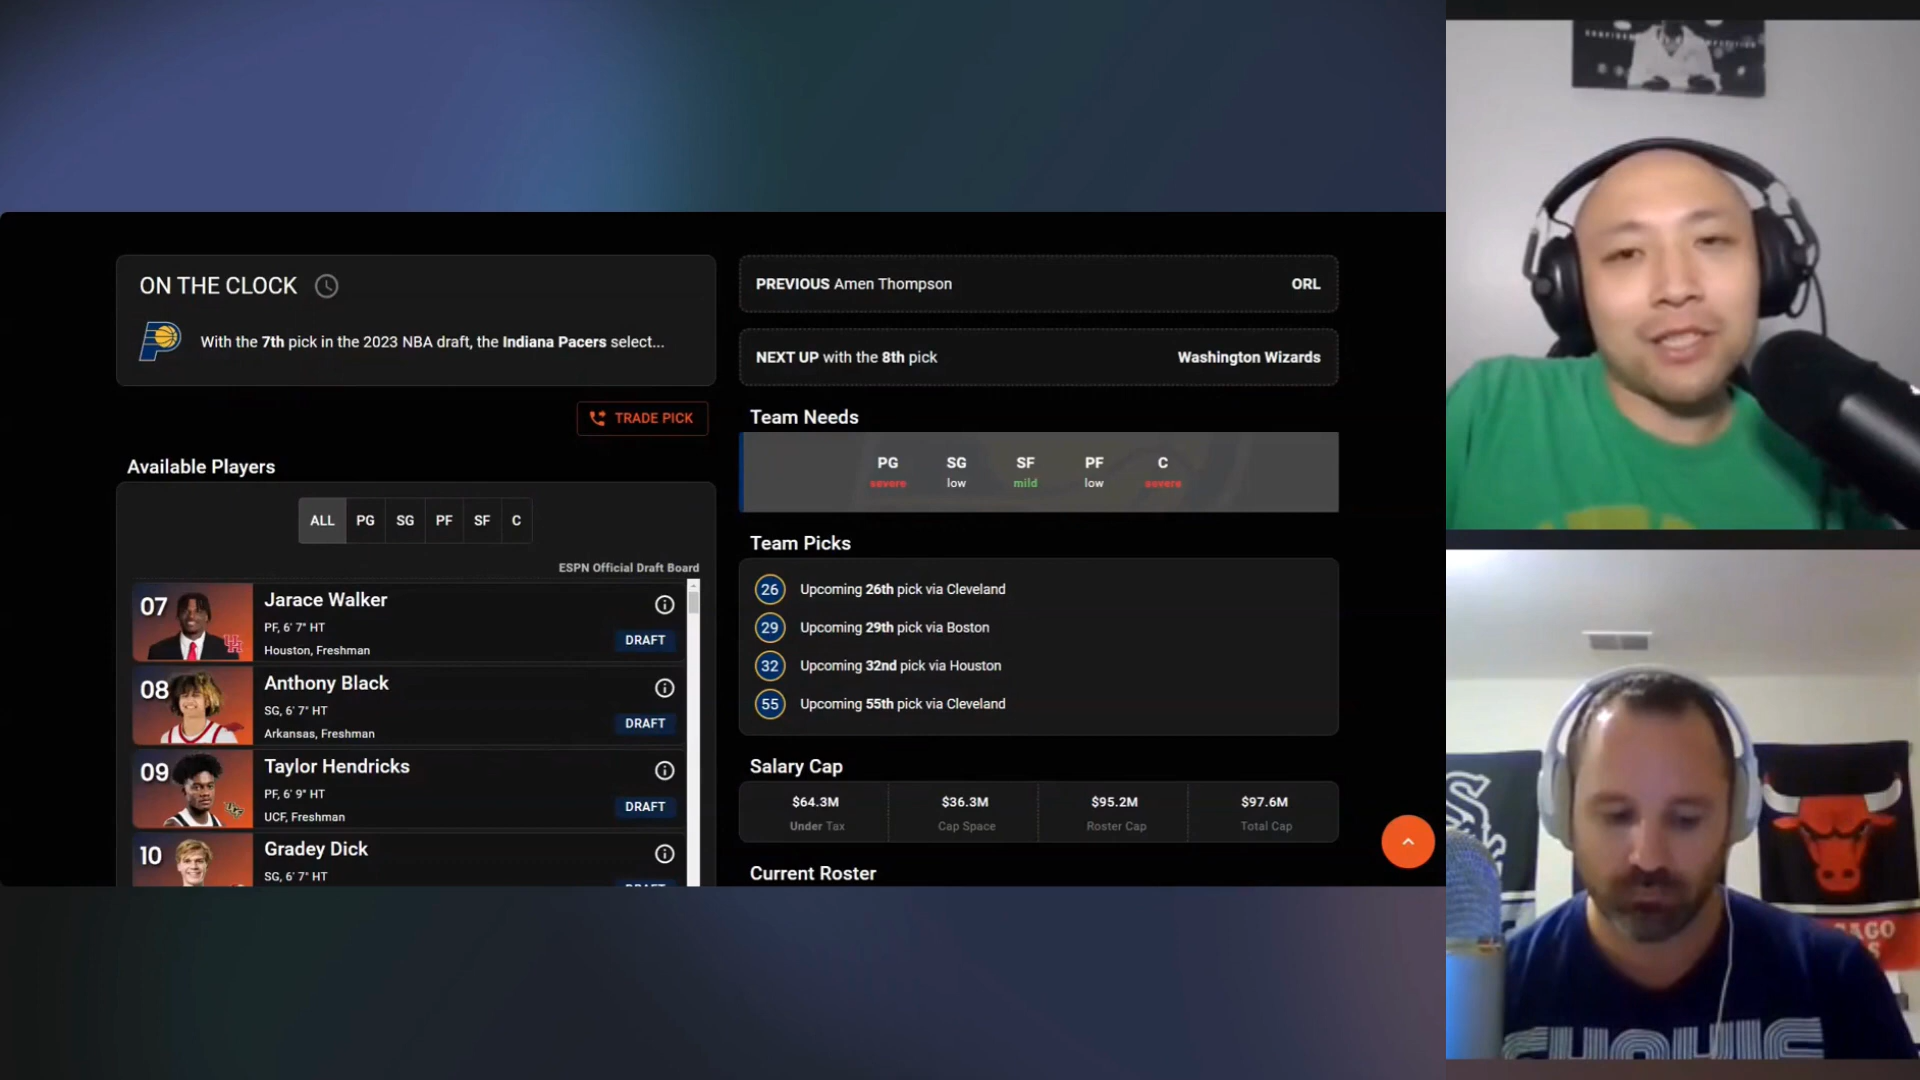 ON THE CLOCK
With the 7th pick in the 2023 NBA draft, the Indiana Pacers select...
TRADE PICK
Available Players
ALL PG SG PF SF C
ESPN Official Draft Board
07
Jarace Walker
PF, 6' 7" HT
Houston, Freshman
DRAFT
08
Anthony Black
SG, 6' 7" HT
Arkansas, Freshman
DRAFT
09
Taylor Hendricks
PF, 6' 9" HT
UCF, Freshman
DRAFT
10
Gradey Dick
SG, 6' 7" HT
PREVIOUS Amen Thompson ORL
NEXT UP with the 8th pick Washington Wizards
Team Needs
PG SG SF PF C
severe low mild low severe
Team Picks
26 Upcoming 26th pick via Cleveland
29 Upcoming 29th pick via Boston
32 Upcoming 32nd pick via Houston
55 Upcoming 55th pick via Cleveland
Salary Cap
$64.3M $36.3M $95.2M $97.6M
Under Tax Cap Space Roster Cap Total Cap
Current Roster